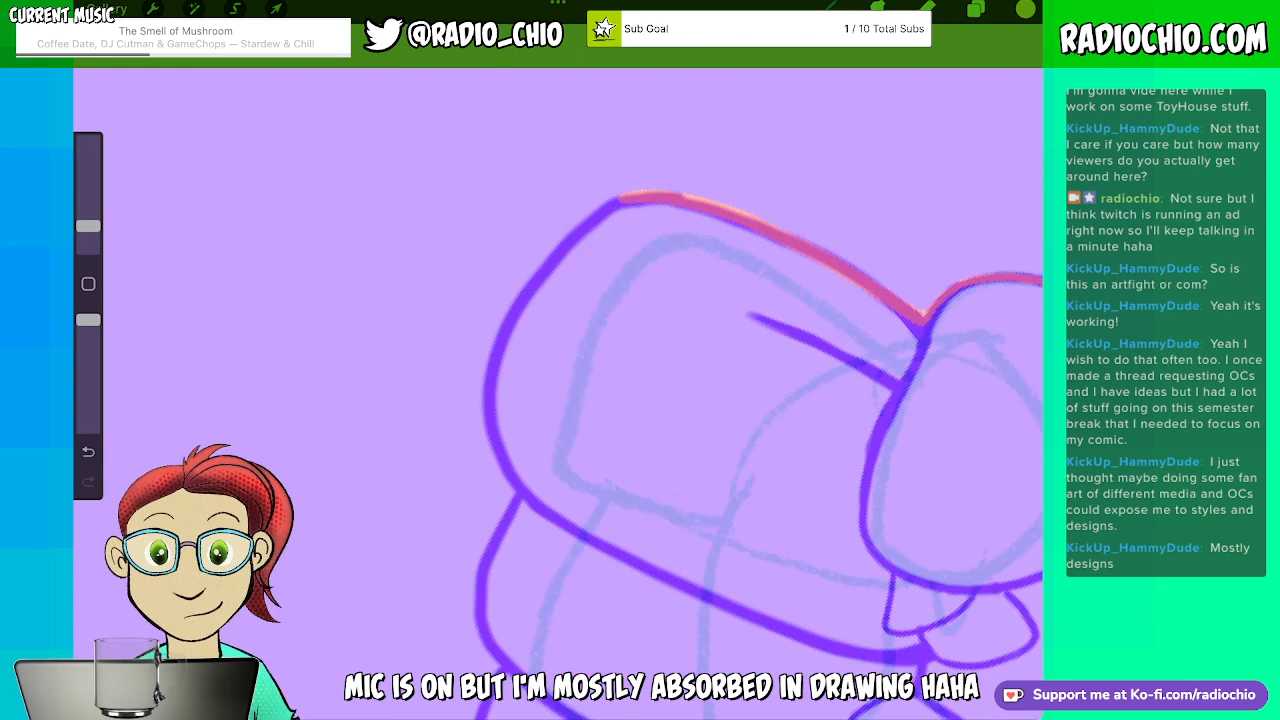 CURRENT MUSIC
Gallery
The Smell of Mushroom
Coffee Date, DJ Cutman & GameChops — Stardew & Chill
@RADIO_CHIO
Sub Goal
1 / 10 Total Subs
RADIOCHIO.COM
I'm gonna vide here while I
work on some ToyHouse stuff.
KickUp_HammyDude: Not that
I care if you care but how many
viewers do you actually get
around here?
radiochio: Not sure but I
think twitch is running an ad
right now so I'll keep talking in
a minute haha
KickUp_HammyDude: So is
this an artfight or com?
KickUp_HammyDude: Yeah it's
working!
KickUp_HammyDude: Yeah I
wish to do that often too. I once
made a thread requesting OCs
and I have ideas but I had a lot
of stuff going on this semester
break that I needed to focus on
my comic.
KickUp_HammyDude: I just
thought maybe doing some fan
art of different media and OCs
could expose me to styles and
designs.
KickUp_HammyDude: Mostly
designs
MIC IS ON BUT I'M MOSTLY ABSORBED IN DRAWING HAHA
Support me at Ko-fi.com/radiochio